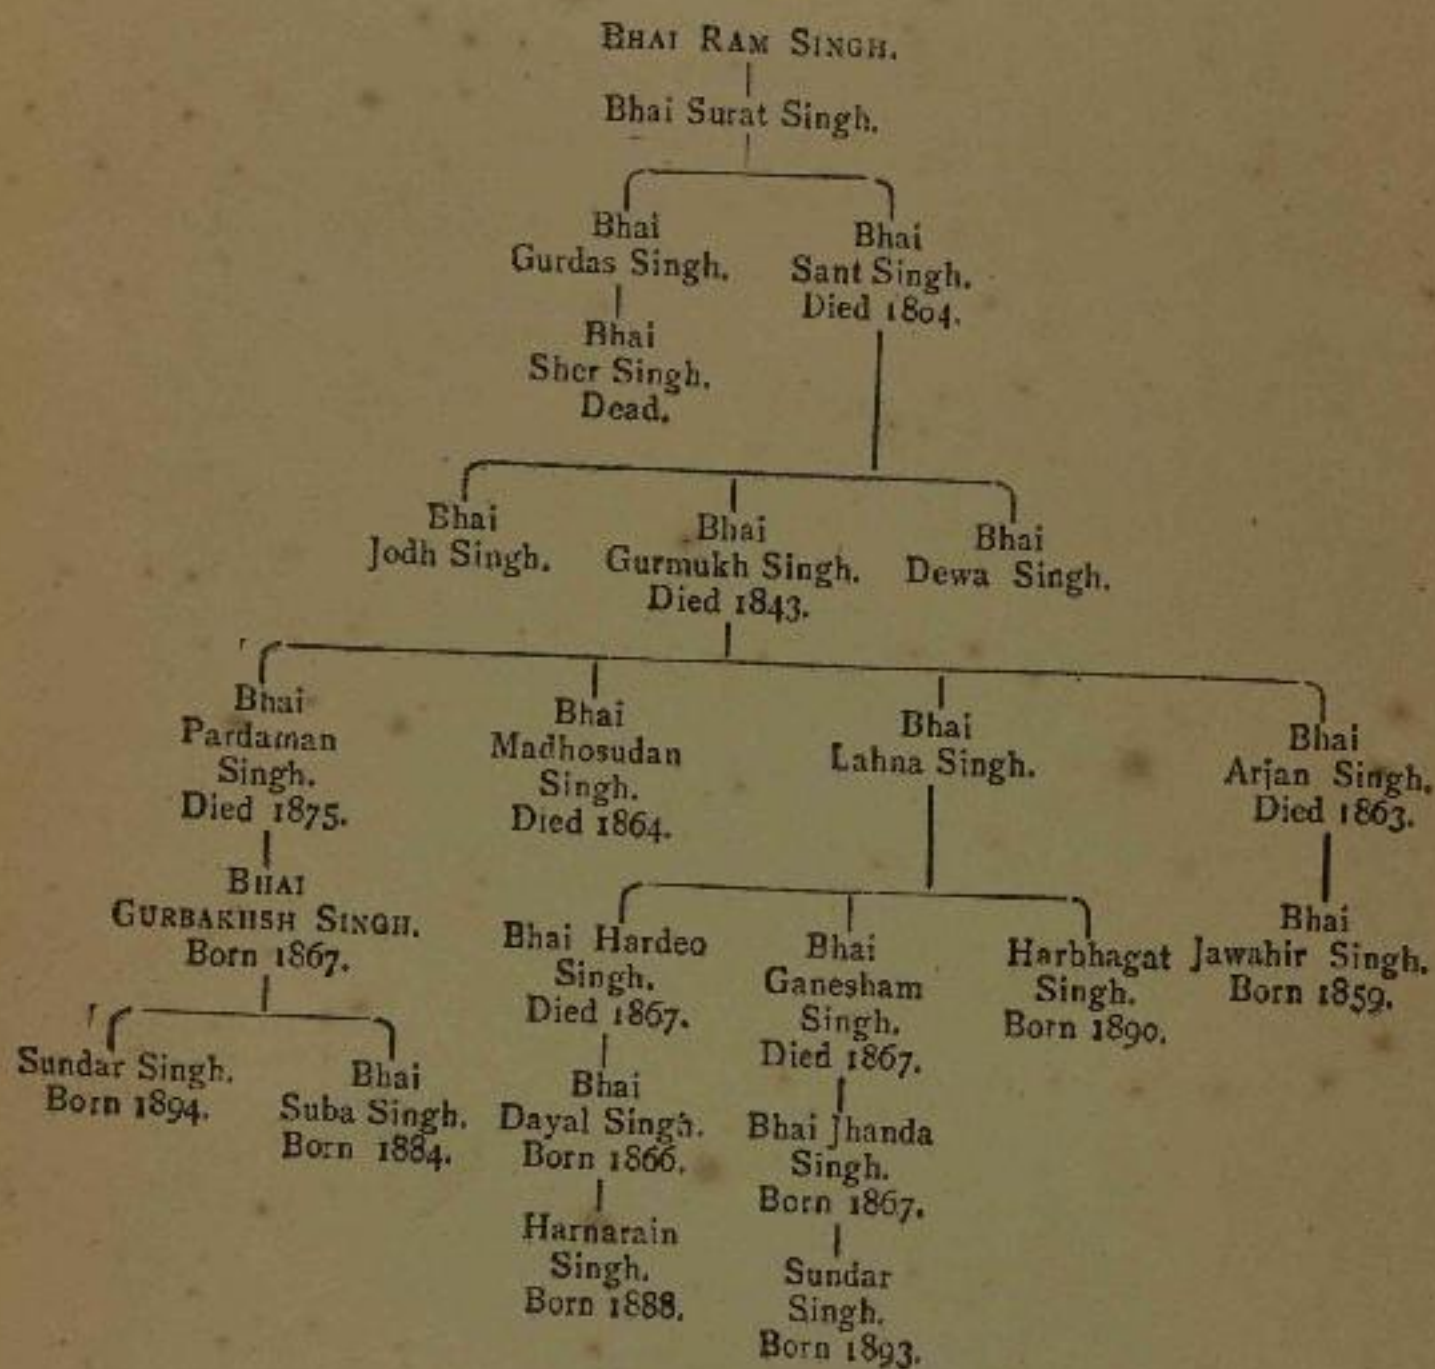 BHAI RAM SINGH.
Bhai Surat Singh.
Bhai
Gurdas Singh.
Bhai
Sant Singh.
Died 1804.
Bhai
Sher Singh.
Dead.
Bhai
Jodh Singh.
Bhai
Gurmukh Singh.
Died 1843.
Bhai
Dewa Singh.
Bhai
Pardaman
Singh.
Died 1875.
Bhai
Madhosudan
Singh.
Died 1864.
Bhai
Lahna Singh.
Bhai
Arjan Singh.
Died 1863.
BHAI
GURBAKHSH SINGH.
Born 1867.
Bhai Hardeo
Singh.
Died 1867.
Bhai
Ganesham
Singh.
Died 1867.
Harbhagat
Singh.
Born 1890.
Bhai
Jawahir Singh.
Born 1859.
Sundar Singh.
Born 1894.
Bhai
Suba Singh.
Born 1884.
Bhai
Dayal Singh.
Born 1866.
Bhai Jhanda
Singh.
Born 1867.
Harnarain
Singh.
Born 1888.
Sundar
Singh.
Born 1893.